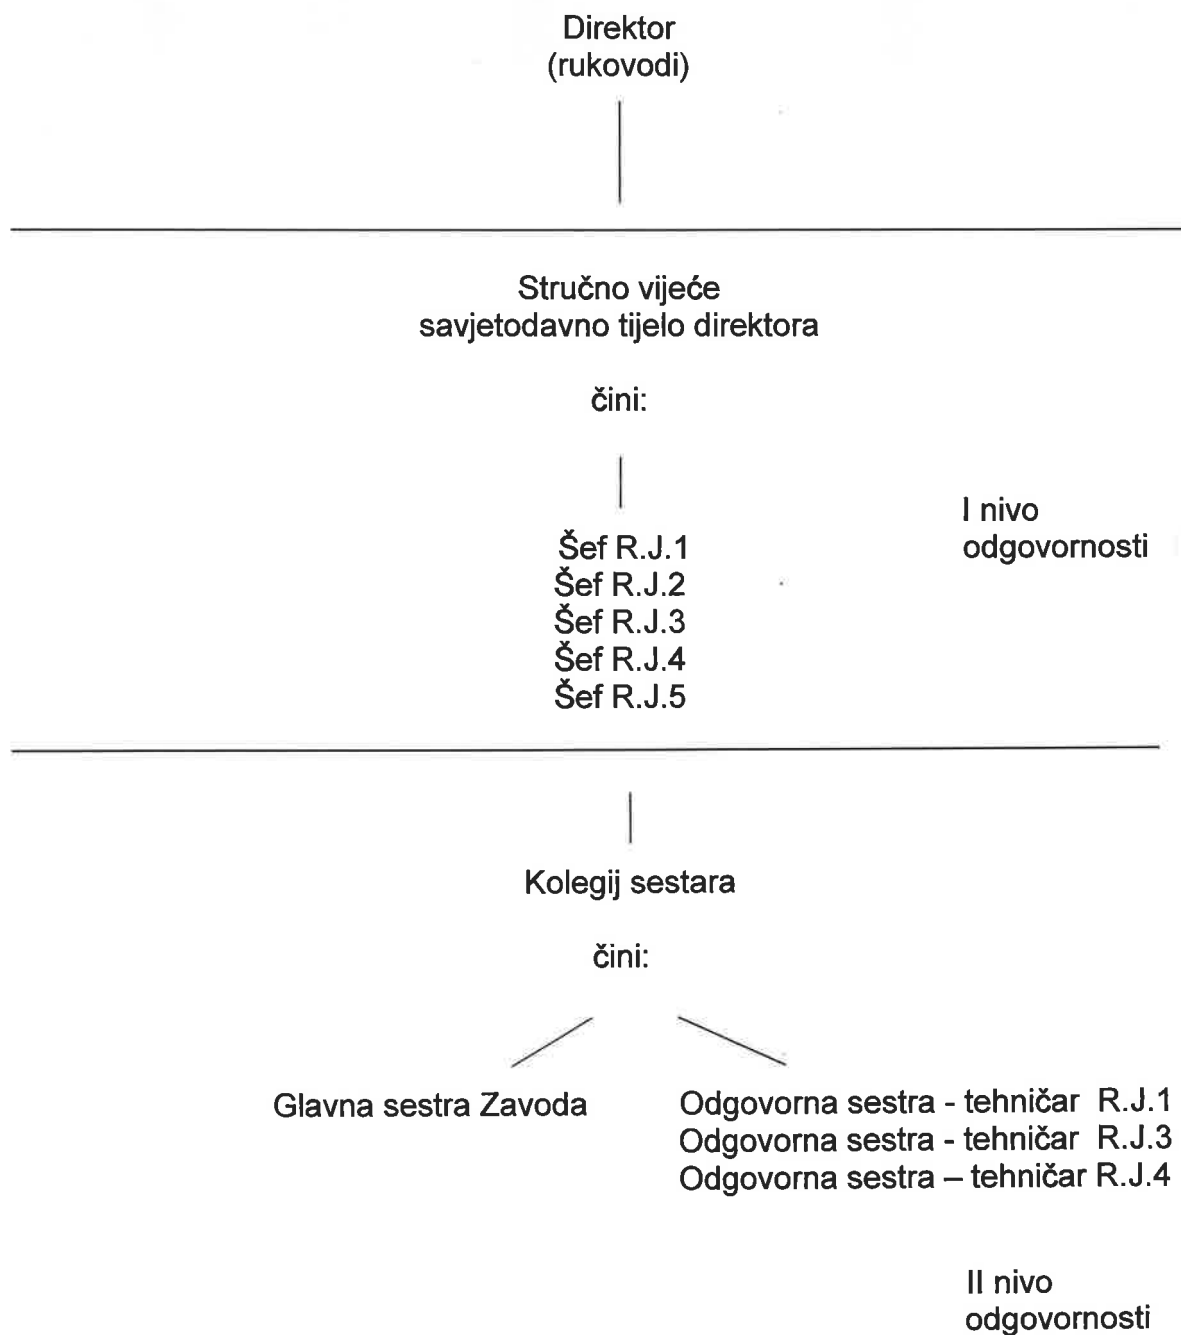 Direktor
(rukovodi)
Stručno vijeće
savjetodavno tijelo direktora
čini:
I nivo
odgovornosti
Šef R.J.1
Šef R.J.2
Šef R.J.3
Šef R.J.4
Šef R.J.5
Kolegij sestara
čini:
Glavna sestra Zavoda
Odgovorna sestra - tehničar R.J.1
Odgovorna sestra - tehničar R.J.3
Odgovorna sestra – tehničar R.J.4
II nivo
odgovornosti